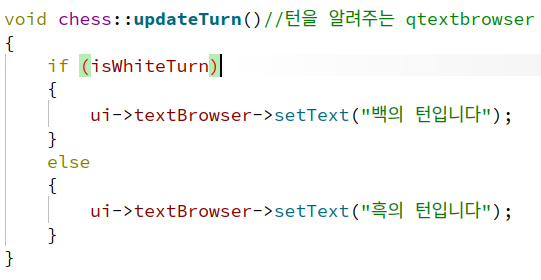 void chess::updateTurn()//턴을 알려주는 qtextbrowser
{
if (isWhiteTurn)
{
ui->textBrowser->setText("백의 턴입니다");
}
else
{
ui->textBrowser->setText("흑의 턴입니다");
}
}